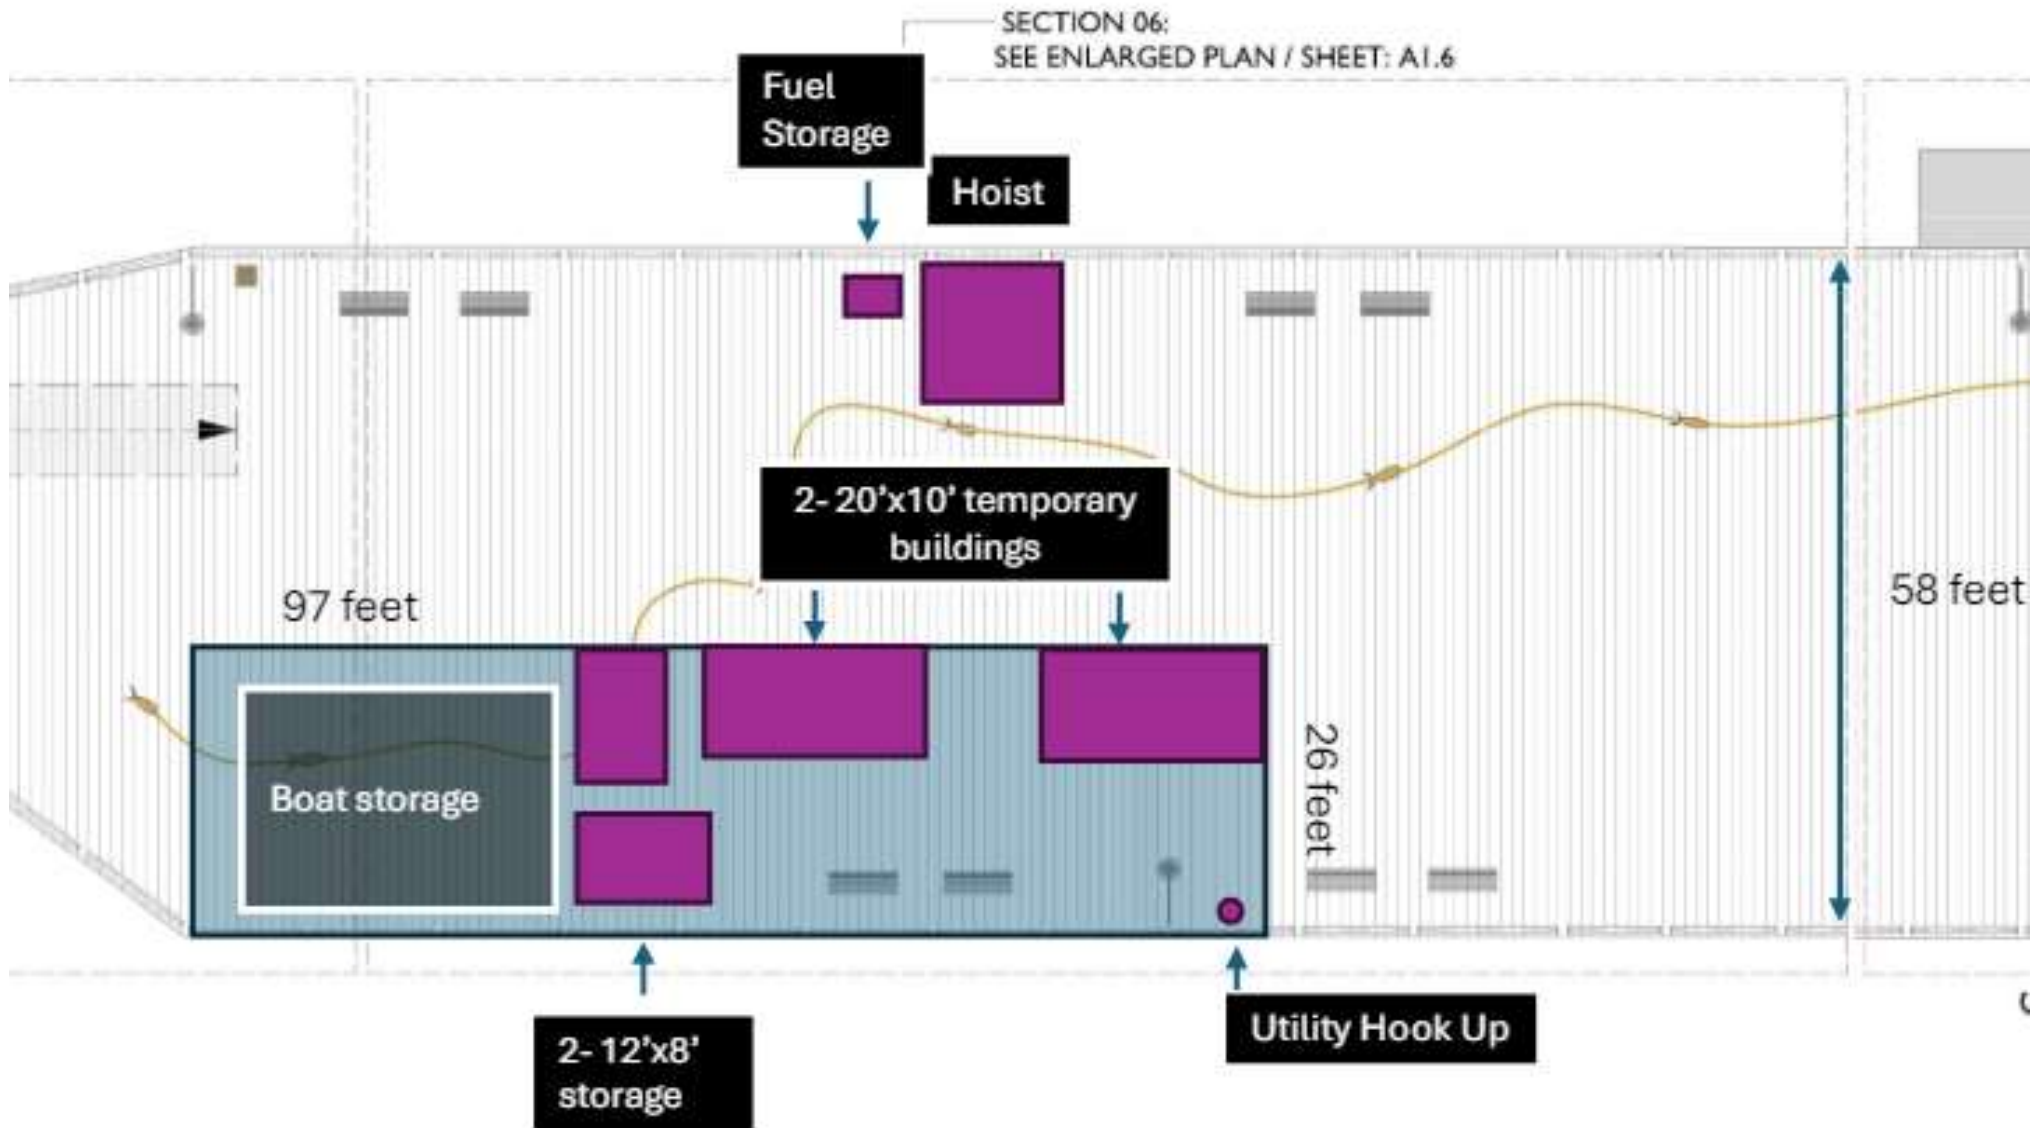 SECTION 06:
SEE ENLARGED PLAN / SHEET: A1.6
Fuel
Storage
Hoist
2- 20'x10' temporary
buildings
97 feet
58 feet
26 feet
Boat storage
2- 12'x8'
storage
Utility Hook Up